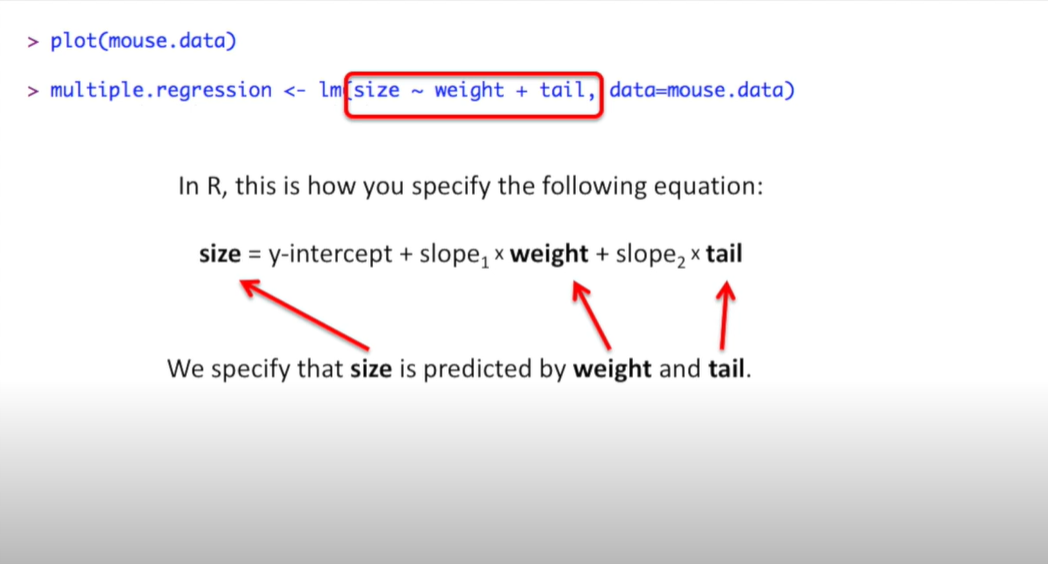 > plot(mouse.data)
> multiple.regression <- lm(size ~ weight + tail, data=mouse.data)
In R, this is how you specify the following equation:
size = y-intercept + slope₁ × weight + slope₂ × tail
We specify that size is predicted by weight and tail.